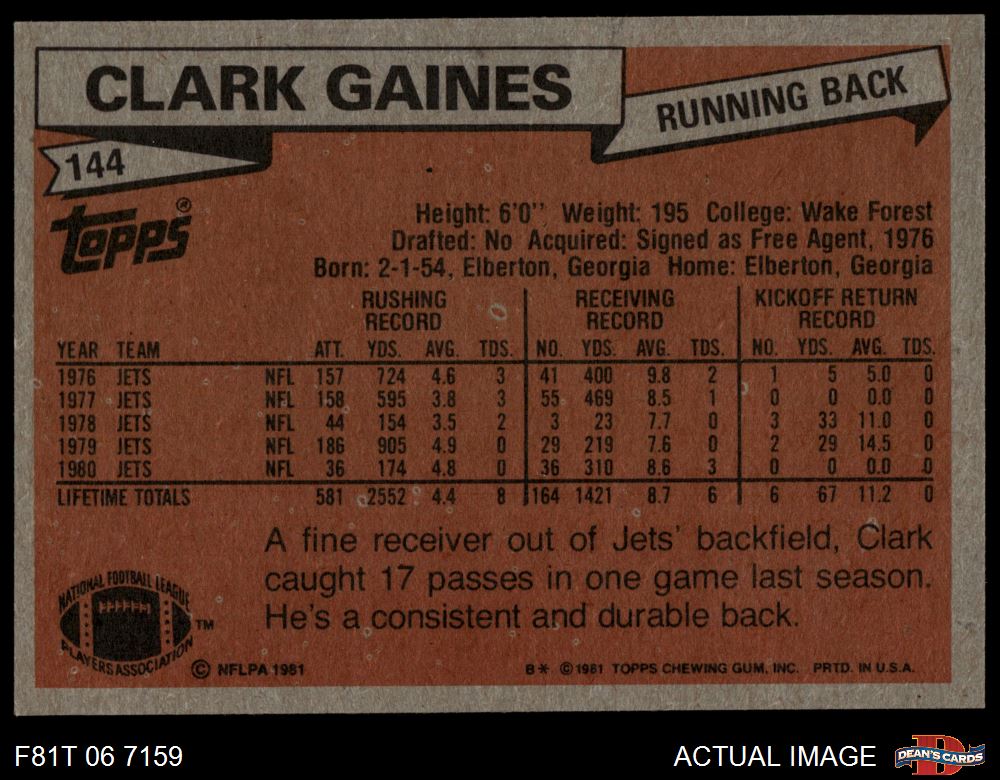 CLARK GAINES
RUNNING BACK
144
Topps®
Height: 6'0'' Weight: 195 College: Wake Forest
Drafted: No Acquired: Signed as Free Agent, 1976
Born: 2-1-54, Elberton, Georgia Home: Elberton, Georgia
RUSHING RECORD RECEIVING RECORD KICKOFF RETURN RECORD
YEAR TEAM ATT. YDS. AVG. TDS. NO. YDS. AVG. TDS. NO. YDS. AVG. TDS.
1976 JETS NFL 157 724 4.6 3 41 400 9.8 2 1 5 5.0 0
1977 JETS NFL 158 595 3.8 3 55 469 8.5 1 0 0 0.0 0
1978 JETS NFL 44 154 3.5 2 3 23 7.7 0 3 33 11.0 0
1979 JETS NFL 186 905 4.9 0 29 219 7.6 0 2 29 14.5 0
1980 JETS NFL 36 174 4.8 0 36 310 8.6 3 0 0 0.0 0
LIFETIME TOTALS 581 2552 4.4 8 164 1421 8.7 6 6 67 11.2 0
A fine receiver out of Jets' backfield, Clark
caught 17 passes in one game last season.
He's a consistent and durable back.
NATIONAL FOOTBALL LEAGUE
PLAYERS ASSOCIATION
TM
© NFLPA 1981
B* © 1981 TOPPS CHEWING GUM, INC. PRTD. IN U.S.A.
F81T 06 7159
ACTUAL IMAGE
D
DEAN'S CARDS